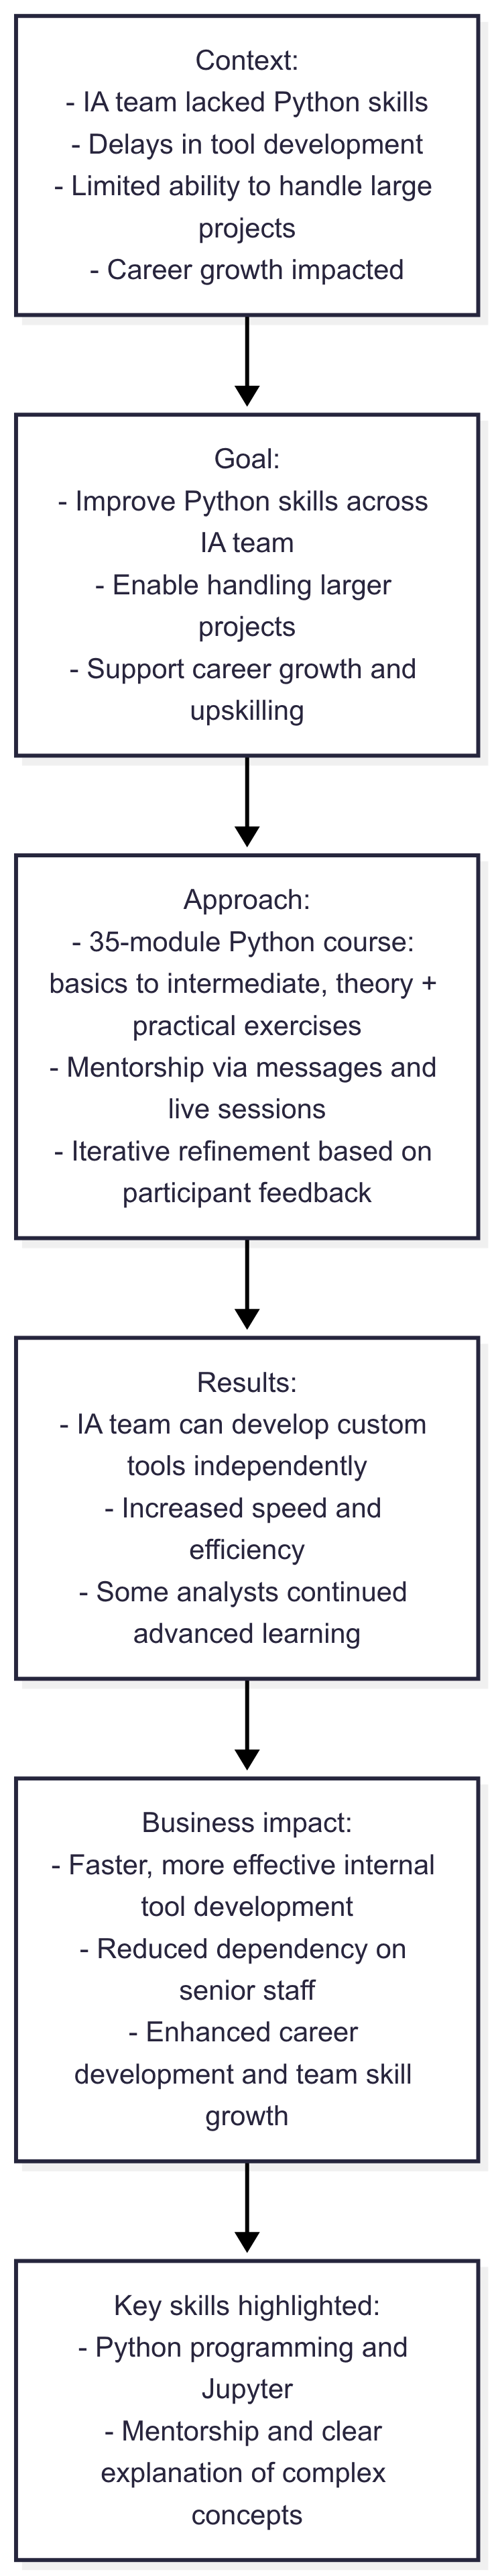 Context:
- IA team lacked Python skills
- Delays in tool development
- Limited ability to handle large
projects
- Career growth impacted
Goal:
- Improve Python skills across
IA team
- Enable handling larger
projects
- Support career growth and
upskilling
Approach:
- 35-module Python course:
basics to intermediate, theory +
practical exercises
- Mentorship via messages and
live sessions
- Iterative refinement based on
participant feedback
Results:
- IA team can develop custom
tools independently
- Increased speed and
efficiency
- Some analysts continued
advanced learning
Business impact:
- Faster, more effective internal
tool development
- Reduced dependency on
senior staff
- Enhanced career
development and team skill
growth
Key skills highlighted:
- Python programming and
Jupyter
- Mentorship and clear
explanation of complex
concepts